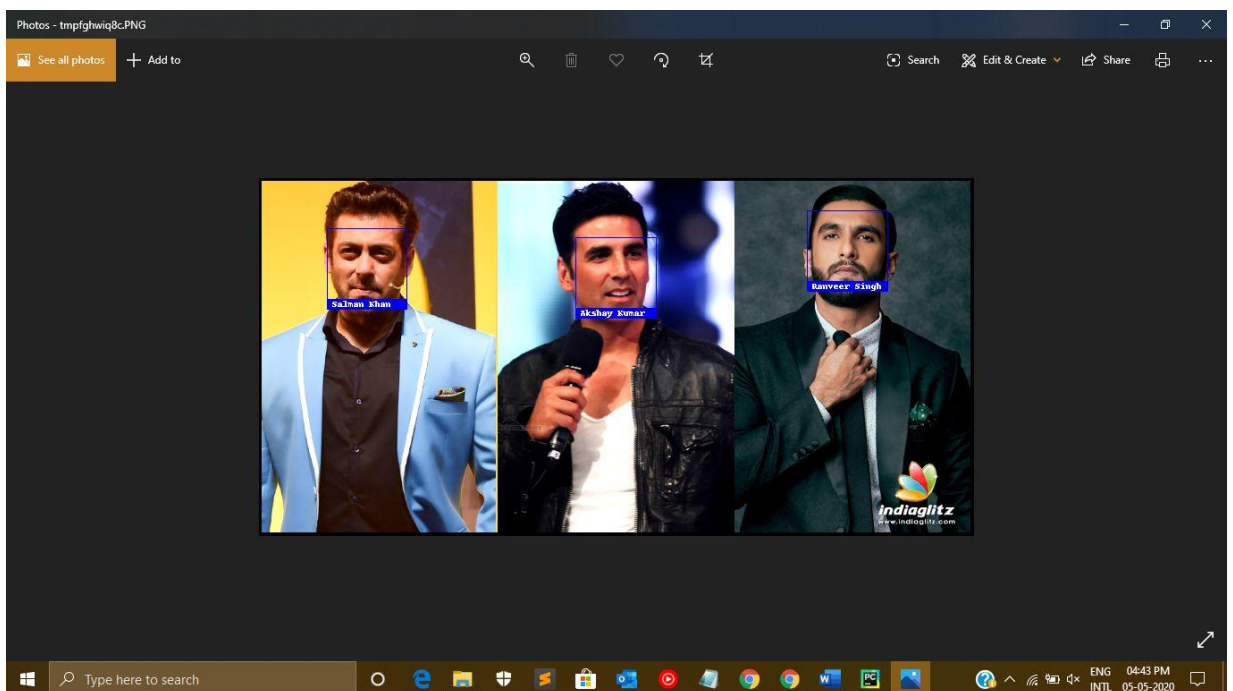 Photos - tmpfghwiq8c.PNG
See all photos
Add to
Search
Edit & Create
Share
Salman Khan
Akshay Kumar
Ranveer Singh
indiaglitz
www.indiaglitz.com
Type here to search
ENG
INTL
04:43 PM
05-05-2020